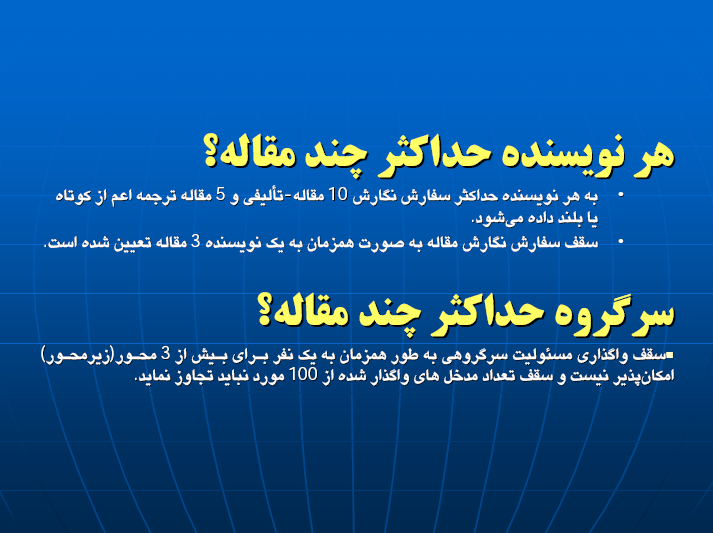 هر نویسنده حداکثر چند مقاله؟
• به هر نویسنده حداکثر سفارش نگارش 10 مقاله-تألیفی و 5 مقاله ترجمه اعم از کوتاه
یا بلند داده می‌شود.
• سقف سفارش نگارش مقاله به صورت همزمان به یک نویسنده 3 مقاله تعیین شده است.
سرگروه حداکثر چند مقاله؟
■سقف واگذاری مسئولیت سرگروهی به طور همزمان به یک نفر بـرای بـیش از 3 محـور(زیرمحـور)
امکان‌پذیر نیست و سقف تعداد مدخل های واگذار شده از 100 مورد نباید تجاوز نماید.